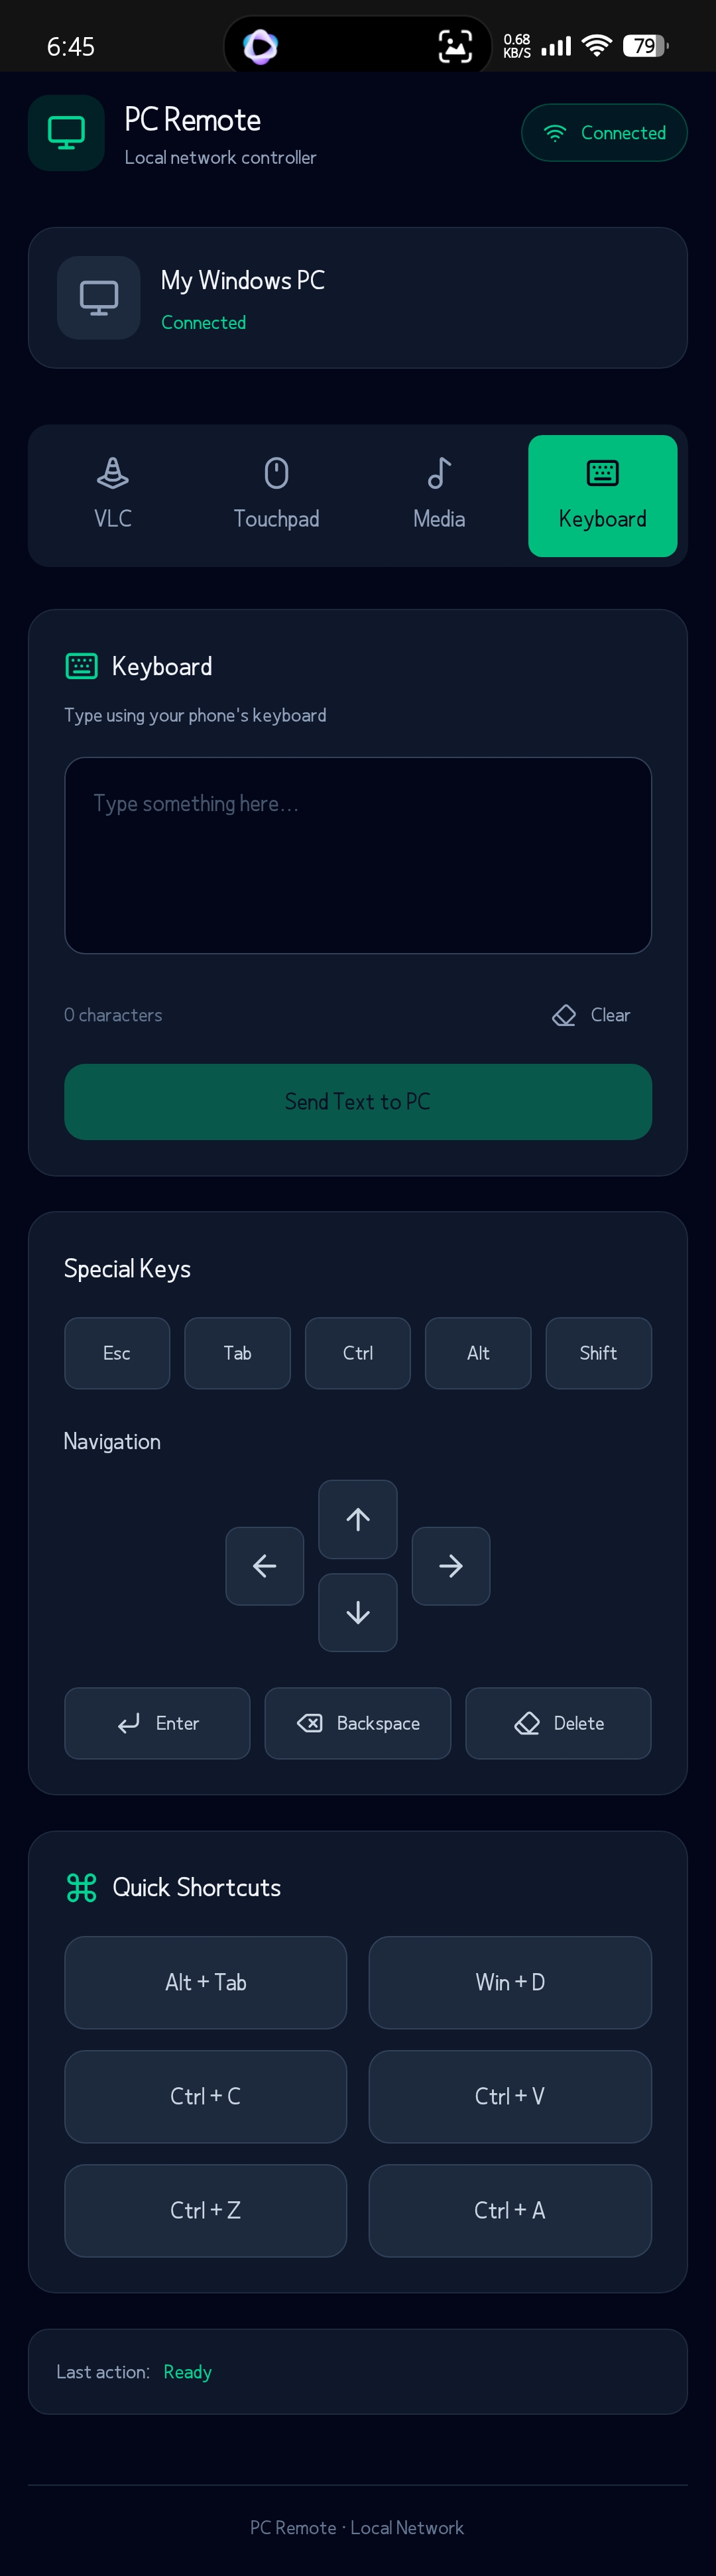 6:45
0.68
KB/S
79
PC Remote
Local network controller
Connected
My Windows PC
Connected
VLC
Touchpad
Media
Keyboard
Keyboard
Type using your phone's keyboard
Type something here...
0 characters
Clear
Send Text to PC
Special Keys
Esc
Tab
Ctrl
Alt
Shift
Navigation
Enter
Backspace
Delete
Quick Shortcuts
Alt + Tab
Win + D
Ctrl + C
Ctrl + V
Ctrl + Z
Ctrl + A
Last action: Ready
PC Remote · Local Network